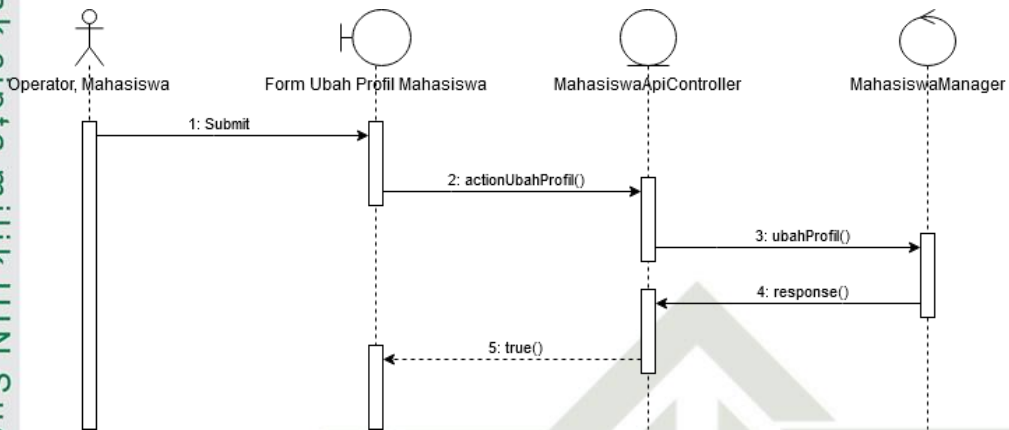 Operator, Mahasiswa
Form Ubah Profil Mahasiswa
MahasiswaApiController
MahasiswaManager
1: Submit
2: actionUbahProfil()
3: ubahProfil()
4: response()
5: true()